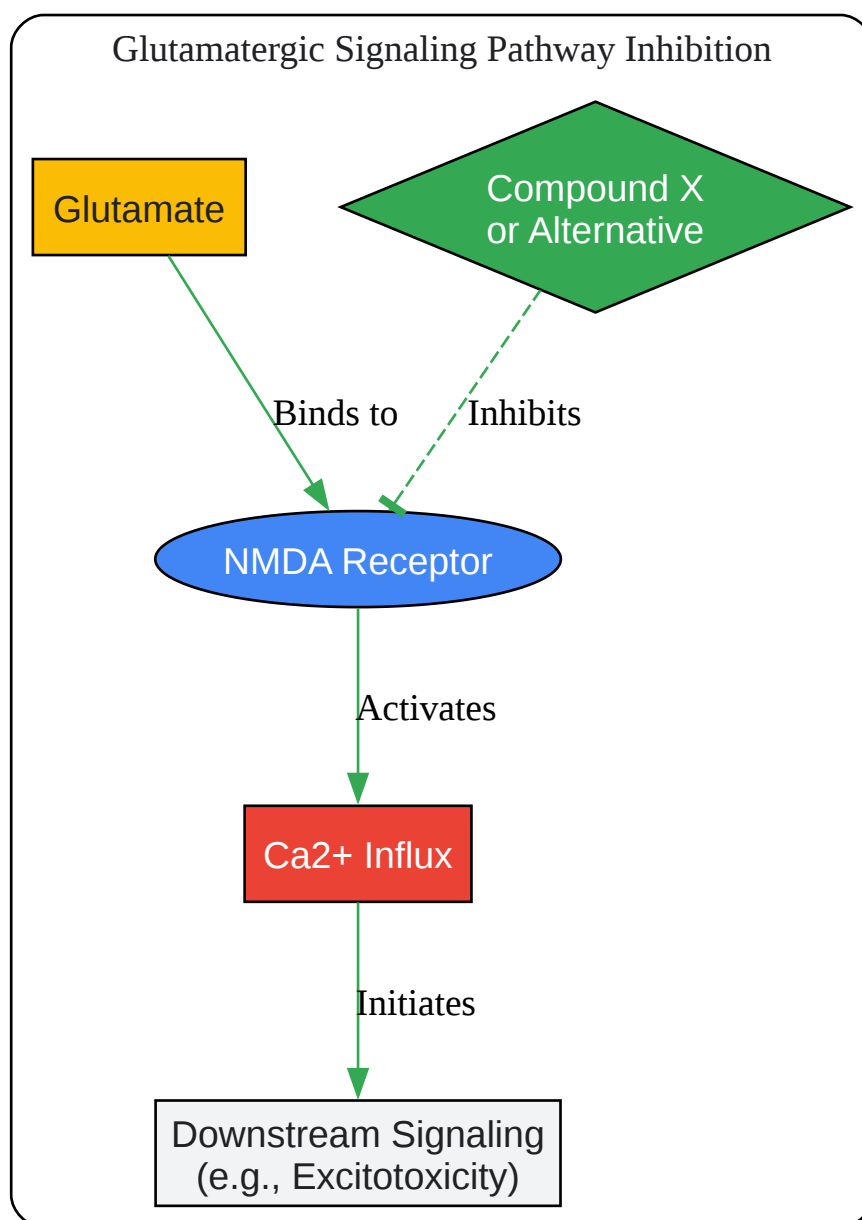 Glutamatergic Signaling Pathway Inhibition
Glutamate
Compound X
or Alternative
Binds to
Inhibits
NMDA Receptor
Activates
Ca2+ Influx
Initiates
Downstream Signaling
(e.g., Excitotoxicity)